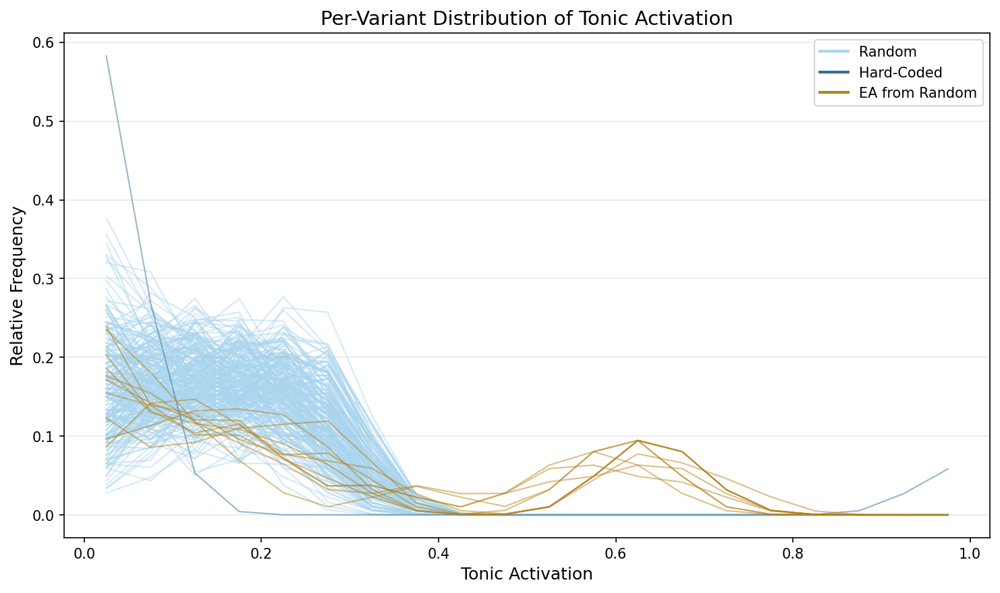 Per-Variant Distribution of Tonic Activation
Random
Hard-Coded
EA from Random
Relative Frequency
0.6
0.5
0.4
0.3
0.2
0.1
0.0
0.0
0.2
0.4
0.6
0.8
1.0
Tonic Activation